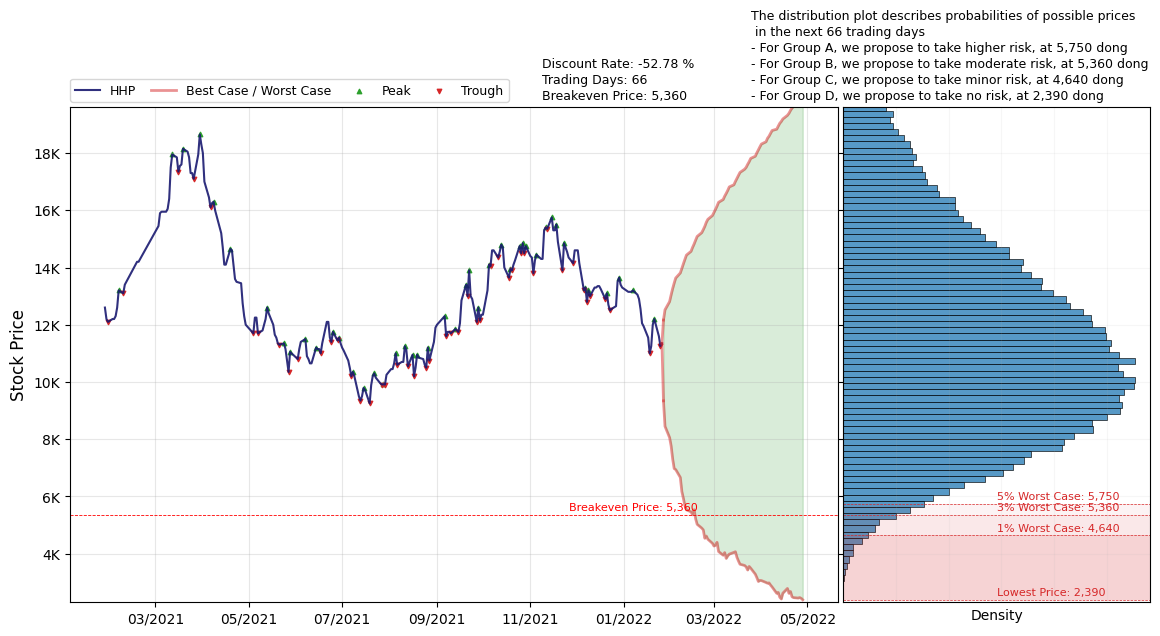 The distribution plot describes probabilities of possible prices
in the next 66 trading days
- For Group A, we propose to take higher risk, at 5,750 dong
- For Group B, we propose to take moderate risk, at 5,360 dong
- For Group C, we propose to take minor risk, at 4,640 dong
- For Group D, we propose to take no risk, at 2,390 dong
Discount Rate: -52.78 %
Trading Days: 66
Breakeven Price: 5,360
HHP
Best Case / Worst Case
Peak
Trough
Stock Price
18K
16K
14K
12K
10K
8K
6K
4K
Breakeven Price: 5,360
5% Worst Case: 5,750
3% Worst Case: 5,360
1% Worst Case: 4,640
Lowest Price: 2,390
03/2021
05/2021
07/2021
09/2021
11/2021
01/2022
03/2022
05/2022
Density